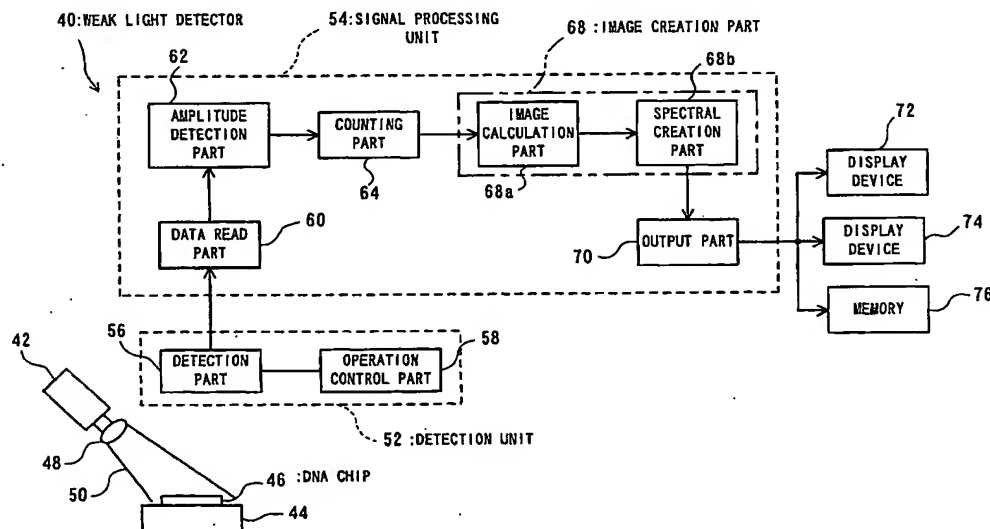 40:WEAK LIGHT DETECTOR
54:SIGNAL PROCESSING
UNIT
68 :IMAGE CREATION PART
62
68b
AMPLITUDE
DETECTION
PART
COUNTING
PART
IMAGE
CALCULATION
PART
SPECTRAL
CREATION
PART
72
DISPLAY
DEVICE
64
68a
DATA READ
PART
60
70
OUTPUT PART
DISPLAY
DEVICE
74
MEMORY
76
56
DETECTION
PART
OPERATION
CONTROL PART
58
42
52 :DETECTION UNIT
48
46 :DNA CHIP
50
44